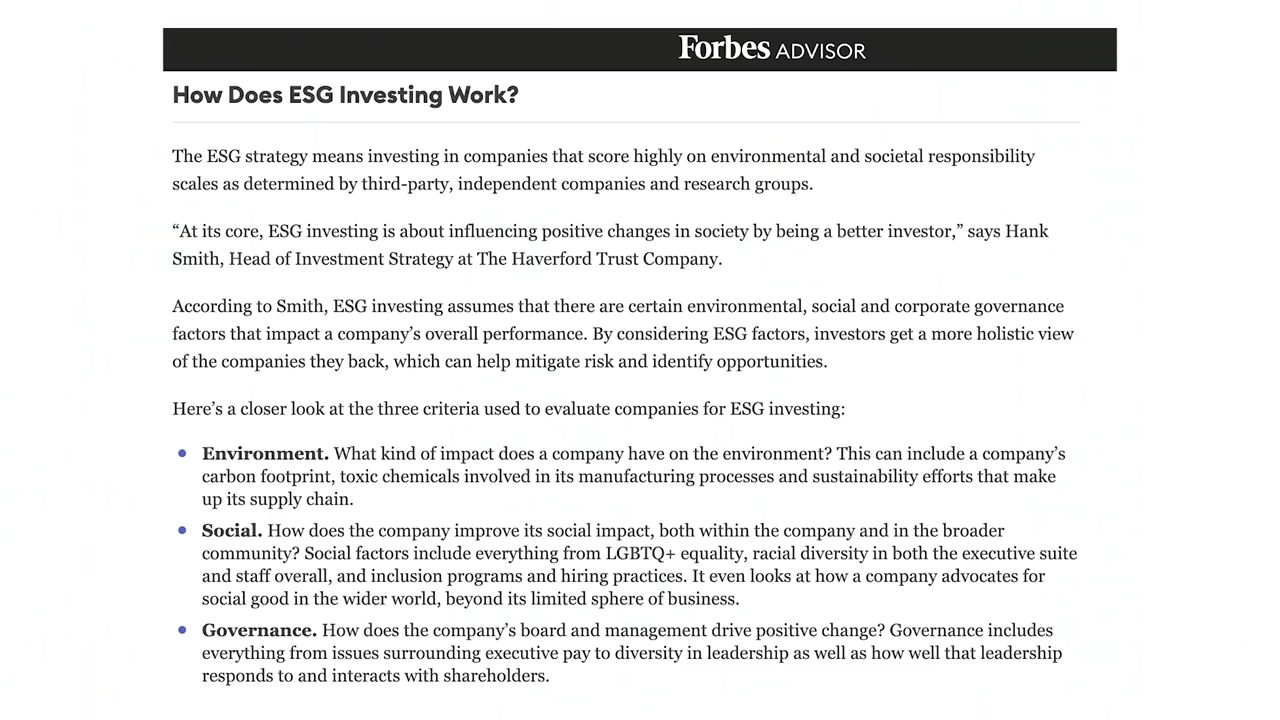 Forbes ADVISOR
How Does ESG Investing Work?
The ESG strategy means investing in companies that score highly on environmental and societal responsibility
scales as determined by third-party, independent companies and research groups.
“At its core, ESG investing is about influencing positive changes in society by being a better investor,” says Hank
Smith, Head of Investment Strategy at The Haverford Trust Company.
According to Smith, ESG investing assumes that there are certain environmental, social and corporate governance
factors that impact a company’s overall performance. By considering ESG factors, investors get a more holistic view
of the companies they back, which can help mitigate risk and identify opportunities.
Here’s a closer look at the three criteria used to evaluate companies for ESG investing:
• Environment. What kind of impact does a company have on the environment? This can include a company’s
carbon footprint, toxic chemicals involved in its manufacturing processes and sustainability efforts that make
up its supply chain.
• Social. How does the company improve its social impact, both within the company and in the broader
community? Social factors include everything from LGBTQ+ equality, racial diversity in both the executive suite
and staff overall, and inclusion programs and hiring practices. It even looks at how a company advocates for
social good in the wider world, beyond its limited sphere of business.
• Governance. How does the company’s board and management drive positive change? Governance includes
everything from issues surrounding executive pay to diversity in leadership as well as how well that leadership
responds to and interacts with shareholders.